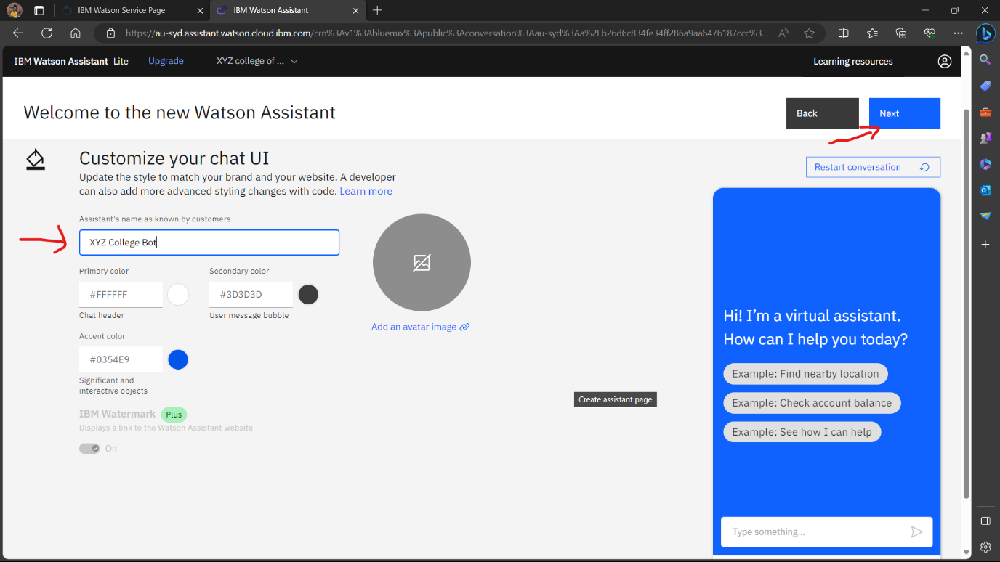 IBM Watson Service Page
IBM Watson Assistant
https://au-syd.assistant.watson.cloud.ibm.com/crn%3Av1%3Abluemix%3Apublic%3Aconversation%3Aau-syd%3Aa%2Fb26d6c834fe34ff286a9aa6476187ccc%3...
IBM Watson Assistant Lite
Upgrade
XYZ college of ...
Learning resources
Welcome to the new Watson Assistant
Back
Next
Customize your chat UI
Update the style to match your brand and your website. A developer
can also add more advanced styling changes with code. Learn more
Restart conversation
Assistant's name as known by customers
XYZ College Bot
Primary color
Secondary color
#FFFFFF
#3D3D3D
Chat header
User message bubble
Add an avatar image
Accent color
#0354E9
Significant and
interactive objects
IBM Watermark Plus
Displays a link to the Watson Assistant website
On
Create assistant page
Hi! I'm a virtual assistant.
How can I help you today?
Example: Find nearby location
Example: Check account balance
Example: See how I can help
Type something...